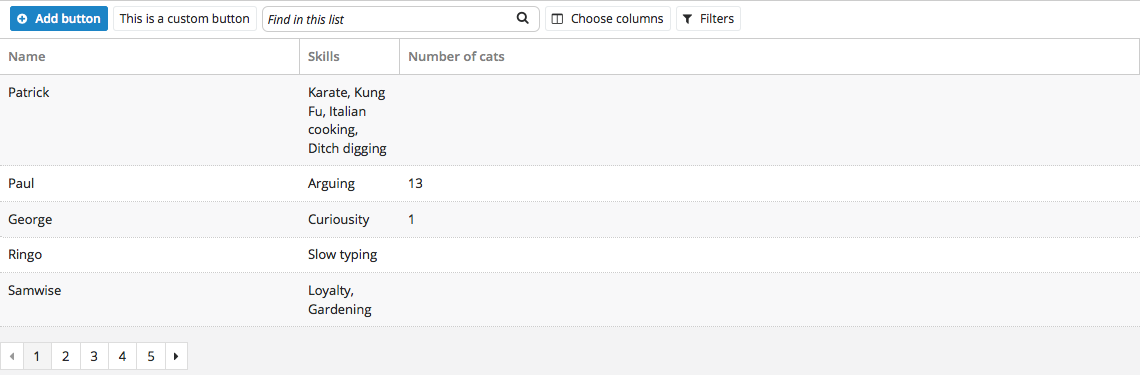 Add button This is a custom button Find in this list Choose columns Filters
Name Skills Number of cats
Patrick Karate, Kung
Fu, Italian
cooking,
Ditch digging
Paul Arguing 13
George Curiousity 1
Ringo Slow typing
Samwise Loyalty,
Gardening
1 2 3 4 5